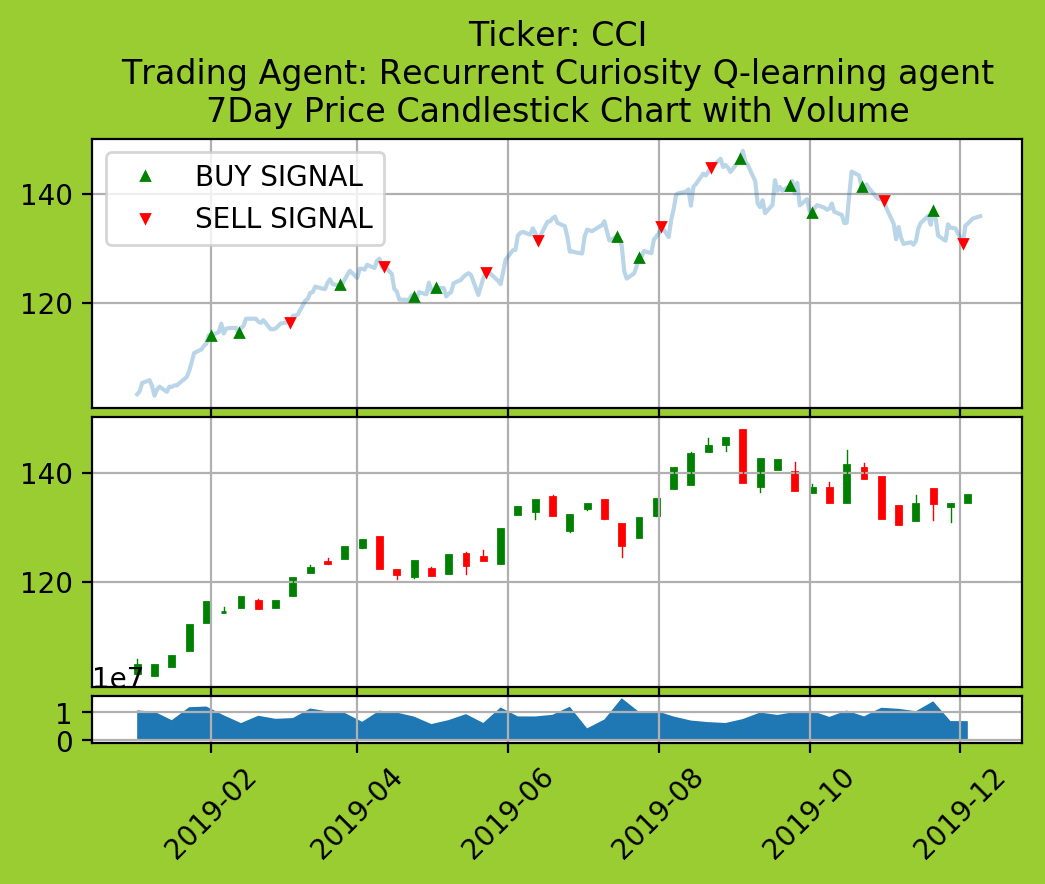 Ticker: CCI
Trading Agent: Recurrent Curiosity Q-learning agent
7Day Price Candlestick Chart with Volume
BUY SIGNAL
SELL SIGNAL
140
120
140
120
1e7
1
0
2019-02
2019-04
2019-06
2019-08
2019-10
2019-12